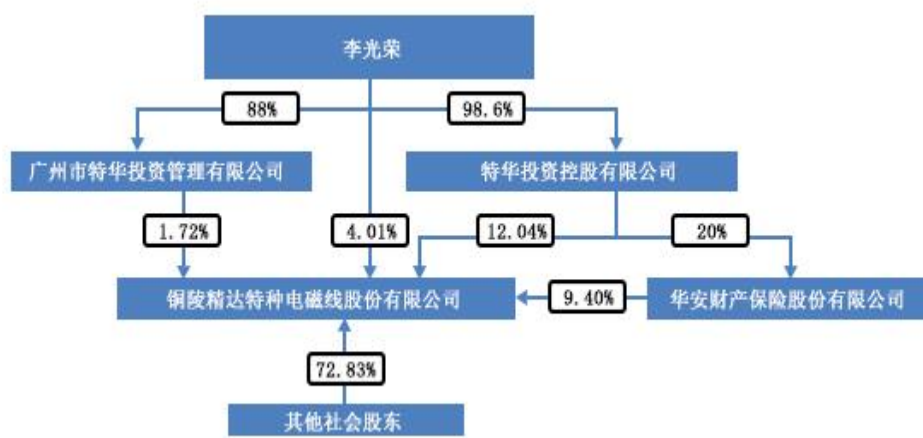 李光荣
88%
98.6%
广州市特华投资管理有限公司
特华投资控股有限公司
1.72%
4.01%
12.04%
20%
铜陵精达特种电磁线股份有限公司
9.40%
华安财产保险股份有限公司
72.83%
其他社会股东